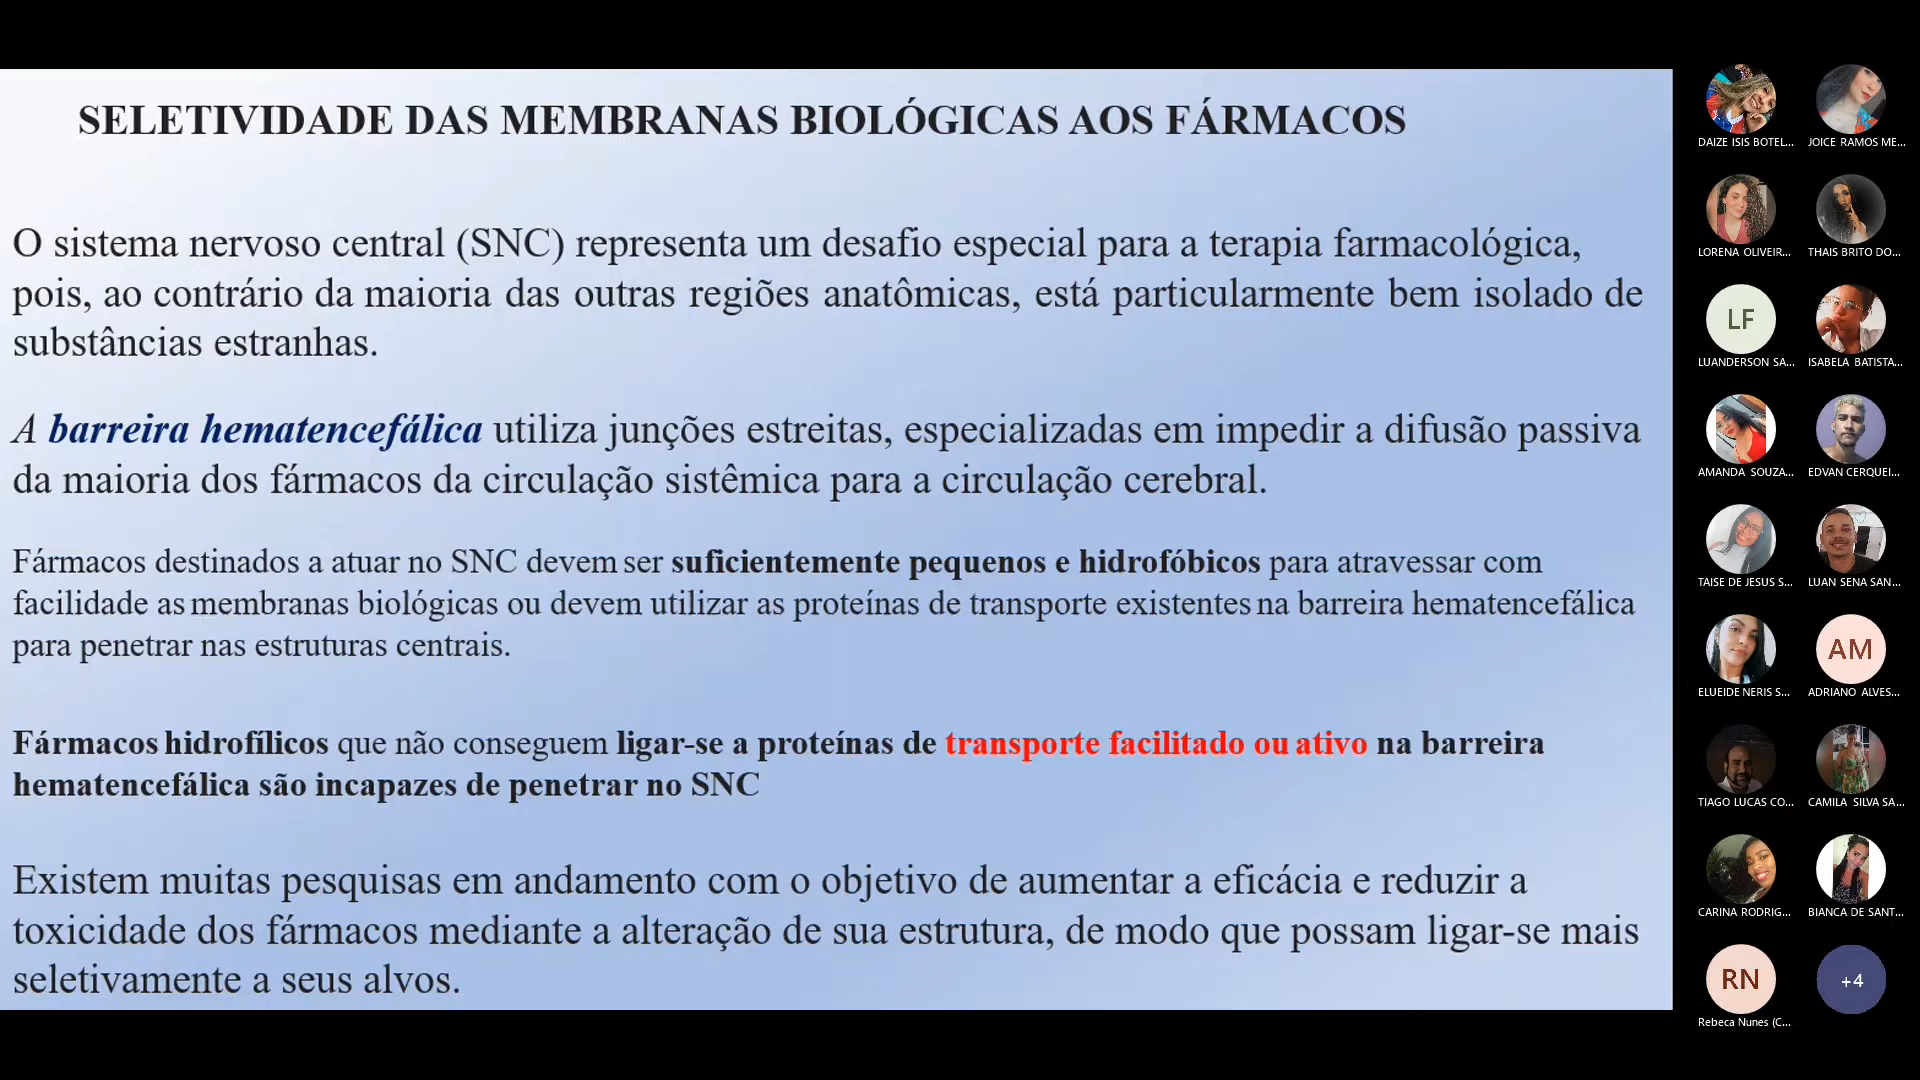 SELETIVIDADE DAS MEMBRANAS BIOLÓGICAS AOS FÁRMACOS
O sistema nervoso central (SNC) representa um desafio especial para a terapia farmacológica,
pois, ao contrário da maioria das outras regiões anatômicas, está particularmente bem isolado de
substâncias estranhas.
A barreira hematencefálica utiliza junções estreitas, especializadas em impedir a difusão passiva
da maioria dos fármacos da circulação sistêmica para a circulação cerebral.
Fármacos destinados a atuar no SNC devem ser suficientemente pequenos e hidrofóbicos para atravessar com
facilidade as membranas biológicas ou devem utilizar as proteínas de transporte existentes na barreira hematencefálica
para penetrar nas estruturas centrais.
Fármacos hidrofílicos que não conseguem ligar-se a proteínas de transporte facilitado ou ativo na barreira
hematencefálica são incapazes de penetrar no SNC
Existem muitas pesquisas em andamento com o objetivo de aumentar a eficácia e reduzir a
toxicidade dos fármacos mediante a alteração de sua estrutura, de modo que possam ligar-se mais
seletivamente a seus alvos.
DAIZE ISIS BOTEL...
JOICE RAMOS ME...
LORENA OLIVEIR...
THAIS BRITO DO...
LF
LUANDERSON SA...
ISABELA BATISTA...
AMANDA SOUZA...
EDVAN CERQUEI...
TAISE DE JESUS S...
LUAN SENA SAN...
ELUEIDE NERIS S...
AM
ADRIANO ALVES...
TIAGO LUCAS CO...
CAMILA SILVA SA...
CARINA RODRIG...
BIANCA DE SANT...
RN
Rebeca Nunes (C...
+4